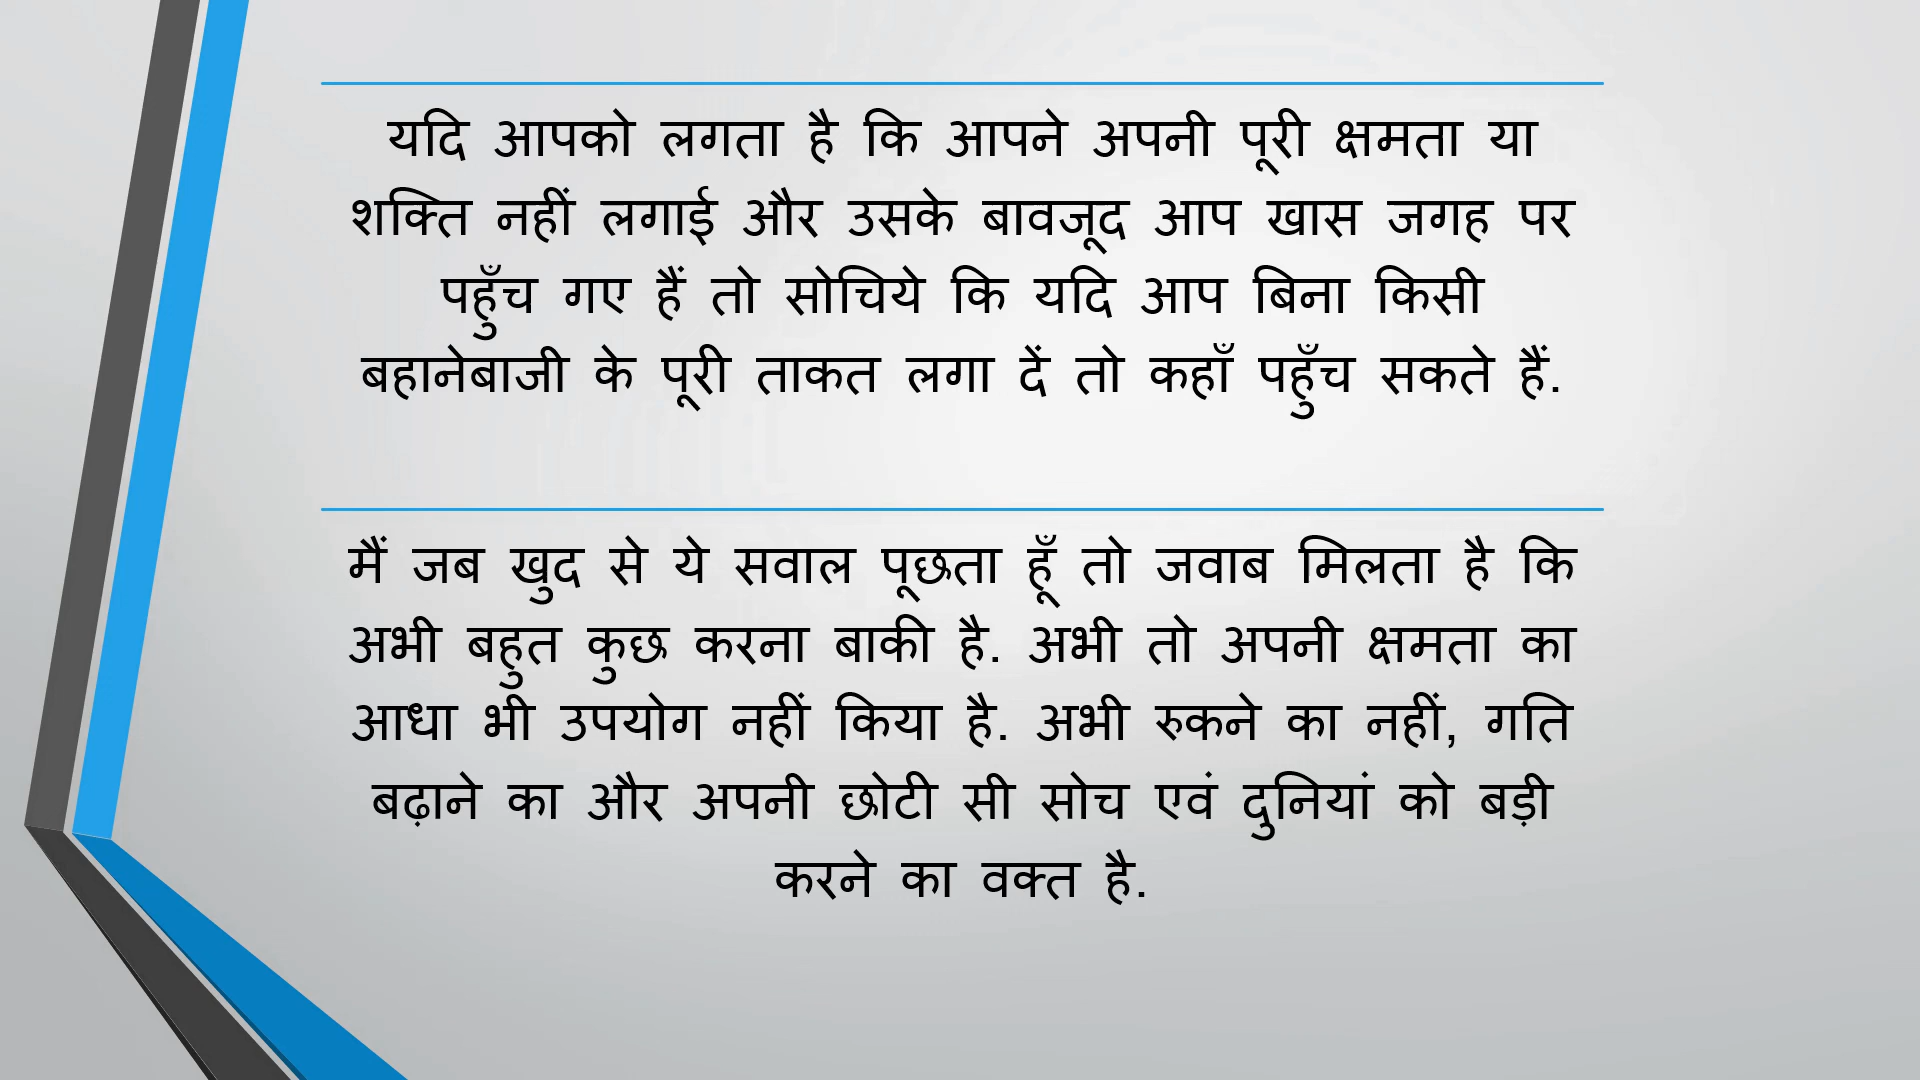 यदि आपको लगता है कि आपने अपनी पूरी क्षमता या
शक्ति नहीं लगाई और उसके बावजूद आप खास जगह पर
पहुँच गए हैं तो सोचिये कि यदि आप बिना किसी
बहानेबाजी के पूरी ताकत लगा दें तो कहाँ पहुँच सकते हैं.
मैं जब खुद से ये सवाल पूछता हूँ तो जवाब मिलता है कि
अभी बहुत कुछ करना बाकी है. अभी तो अपनी क्षमता का
आधा भी उपयोग नहीं किया है. अभी रुकने का नहीं, गति
बढ़ाने का और अपनी छोटी सी सोच एवं दुनियां को बड़ी
करने का वक्त है.